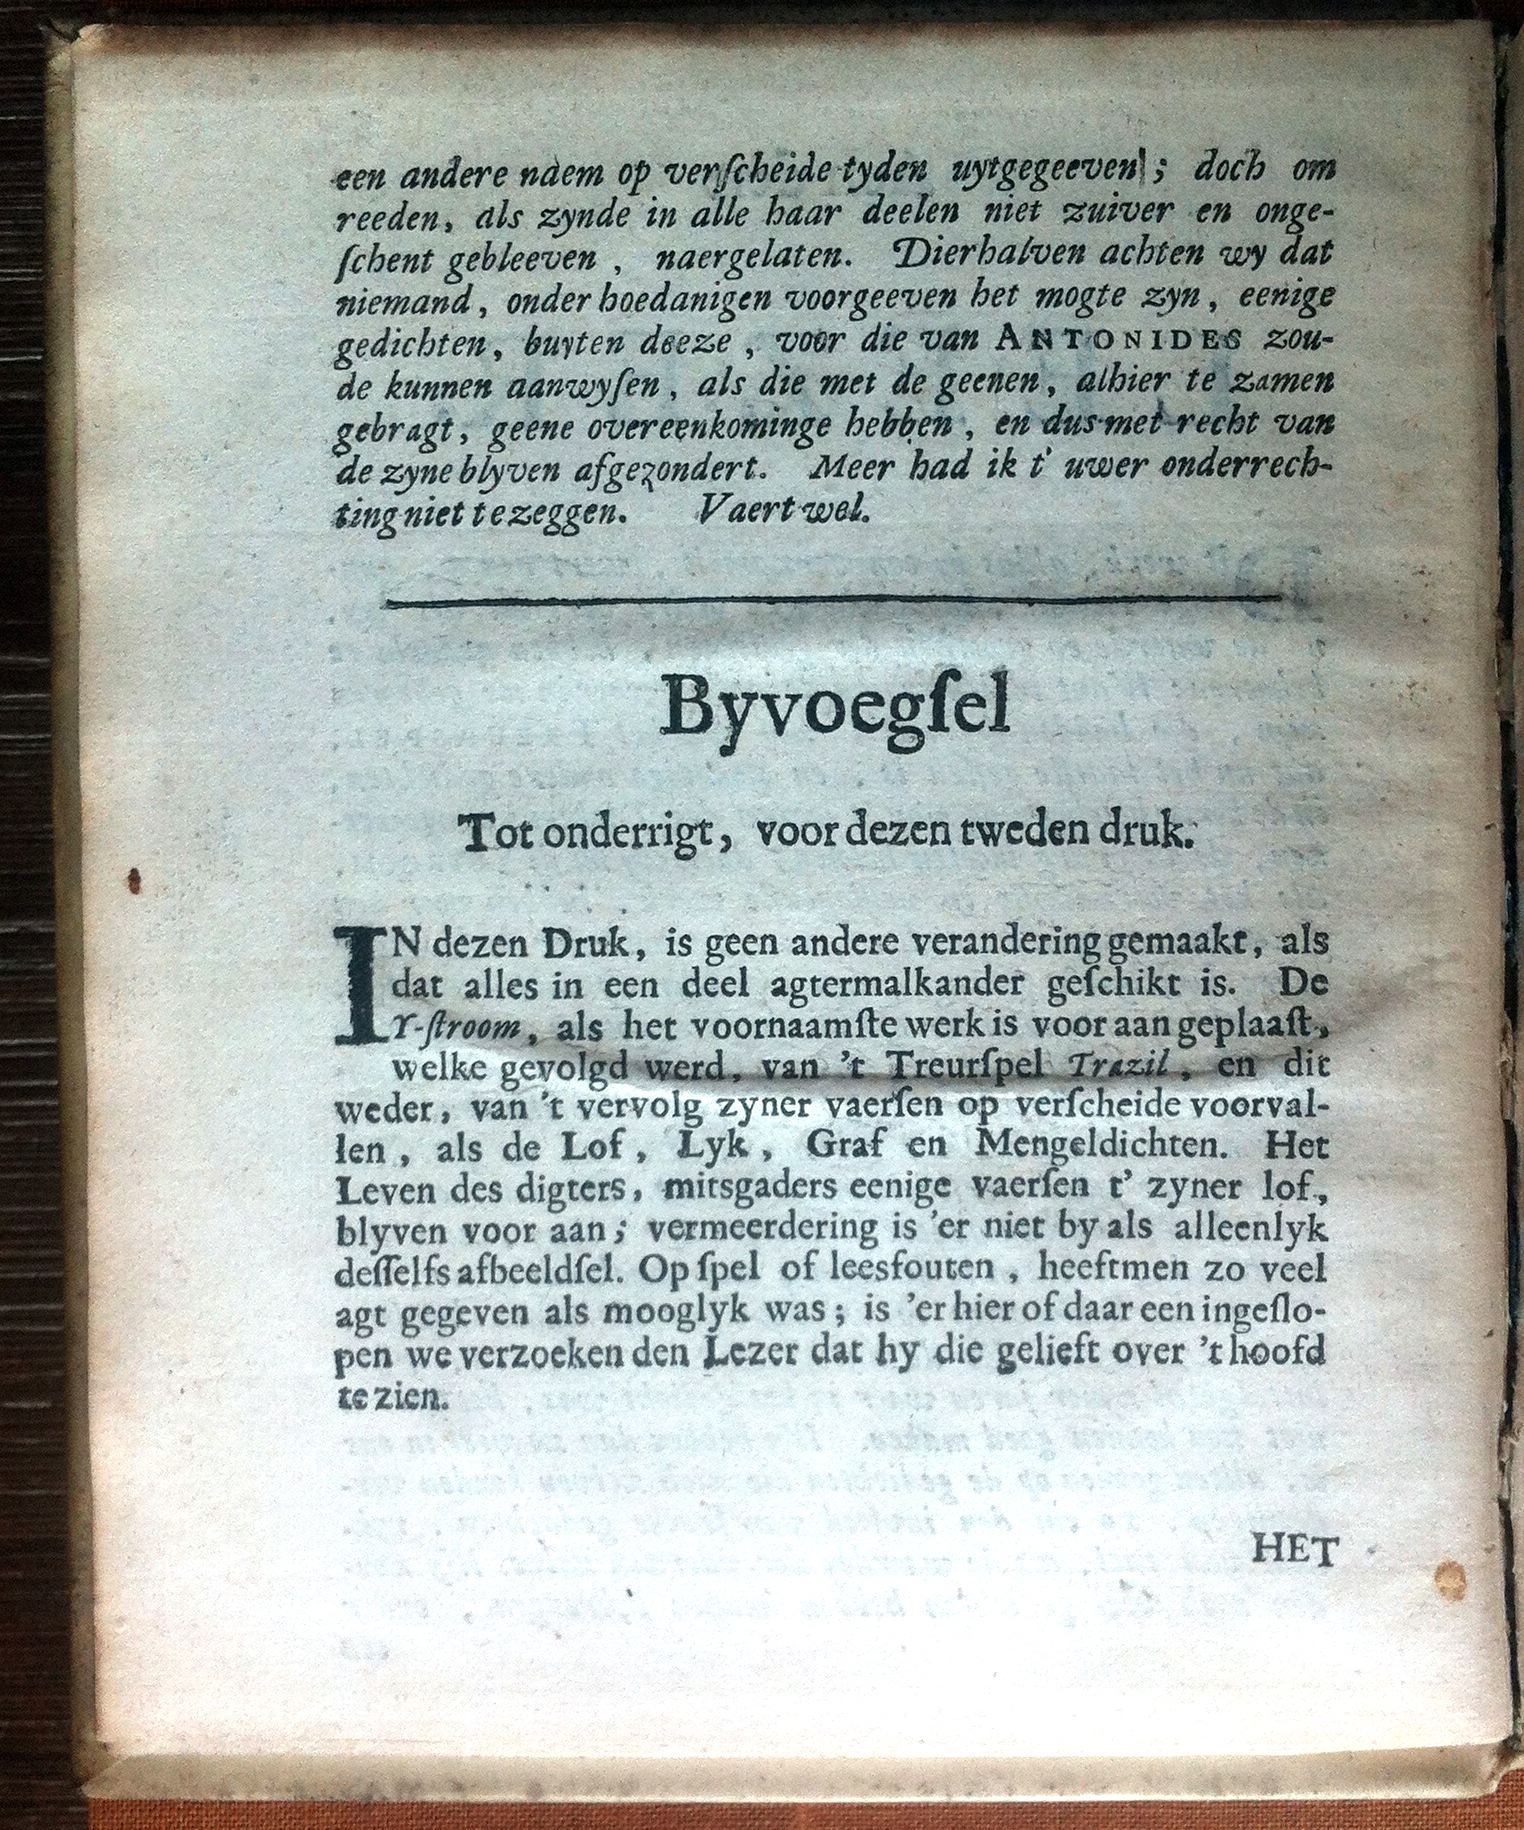 een andere naem op verſcheide tyden uytgegeeven; doch om
reeden, als zynde in alle haar deelen niet zuiver en onge-
ſchent gebleeven, naergelaten. Dierhalven achten wy dat
niemand, onder hoedanigen voorgeeven het mogte zyn, eenige
gedichten, buyten deeze, voor die van ANTONIDES zou-
de kunnen aanwyſen, als die met de geenen, alhier te zamen
gebragt, geene overeenkominge hebben, en dus met recht van
de zyne blyven afgezondert. Meer had ik t' uwer onderrech-
ting niet te zeggen. Vaert wel.
Byvoegſel
Tot onderrigt, voor dezen tweden druk.
IN dezen Druk, is geen andere verandering gemaakt, als
dat alles in een deel agtermalkander geſchikt is. De
Y-ſtroom, als het voornaamſte werk is voor aan geplaaſt,
welke gevolgd werd, van 't Treurſpel Trazil, en dit
weder, van 't vervolg zyner vaerſen op verſcheide voorval-
len, als de Lof, Lyk, Graf en Mengeldichten. Het
Leven des digters, mitsgaders eenige vaerſen t' zyner lof,
blyven voor aan; vermeerdering is 'er niet by als alleenlyk
deſſelfs afbeeldſel. Op ſpel of leesfouten, heeftmen zo veel
agt gegeven als mooglyk was; is 'er hier of daar een ingeſlo-
pen we verzoeken den Lezer dat hy die gelieft over 't hoofd
te zien.
HET